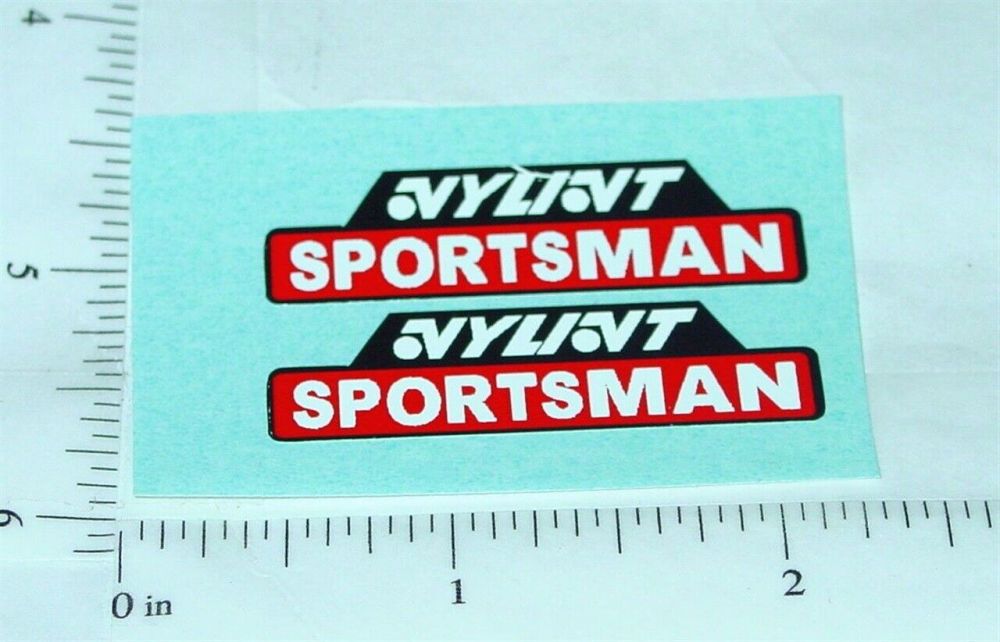 4
5
6
NYLINT
SPORTSMAN
NYLINT
SPORTSMAN
0 in 1 2